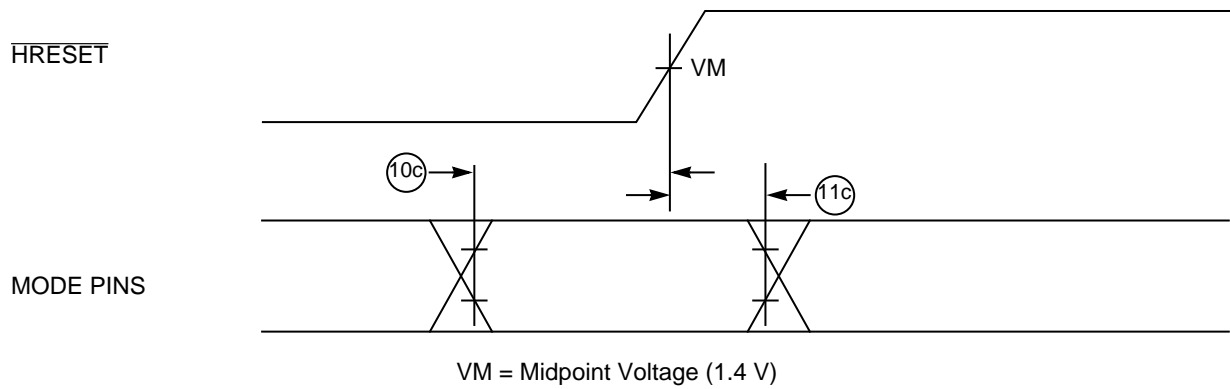 HRESET
VM
10c
11c
MODE PINS
VM = Midpoint Voltage (1.4 V)